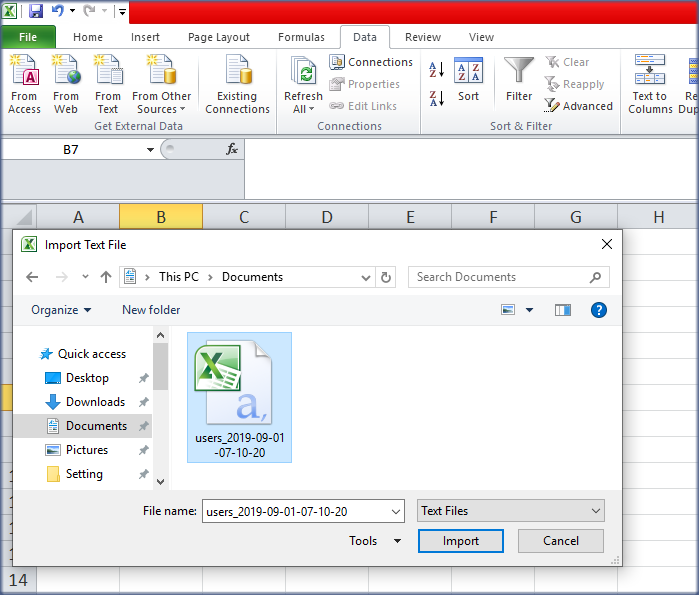 File Home Insert Page Layout Formulas Data Review View
From Access
From Web
From Text
From Other Sources
Existing Connections
Get External Data
Refresh All
Connections
Properties
Edit Links
Connections
A Z
Z A
Sort
Filter
Clear
Reapply
Advanced
Sort & Filter
Text to Columns
B7
fx
A B C D E F G H
Import Text File
This PC > Documents
Search Documents
Organize New folder
Quick access
Desktop
Downloads
Documents
Pictures
Setting
users_2019-09-01
-07-10-20
File name: users_2019-09-01-07-10-20 Text Files
Tools Import Cancel
14